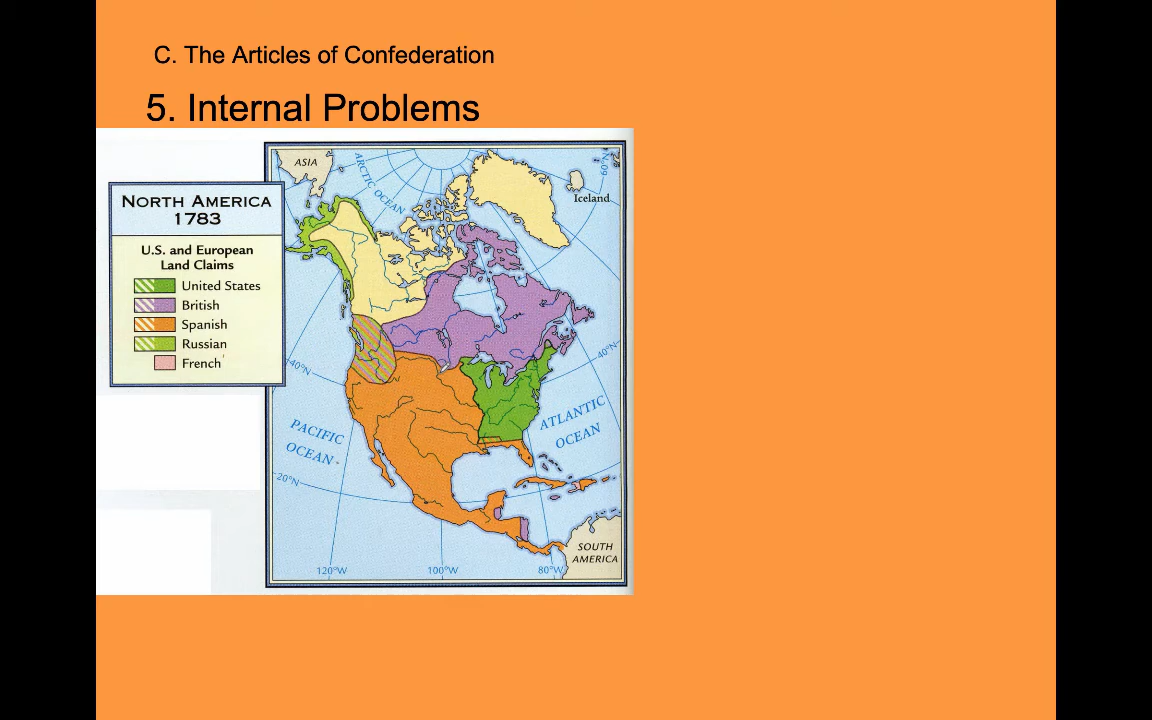 C. The Articles of Confederation
5. Internal Problems
ASIA
ARCTIC OCEAN
60°N
Iceland
NORTH AMERICA
1783
U.S. and European
Land Claims
United States
British
Spanish
Russian
French
40°N
40°N
PACIFIC
OCEAN
ATLANTIC
OCEAN
20°N
SOUTH
AMERICA
120°W
100°W
80°W